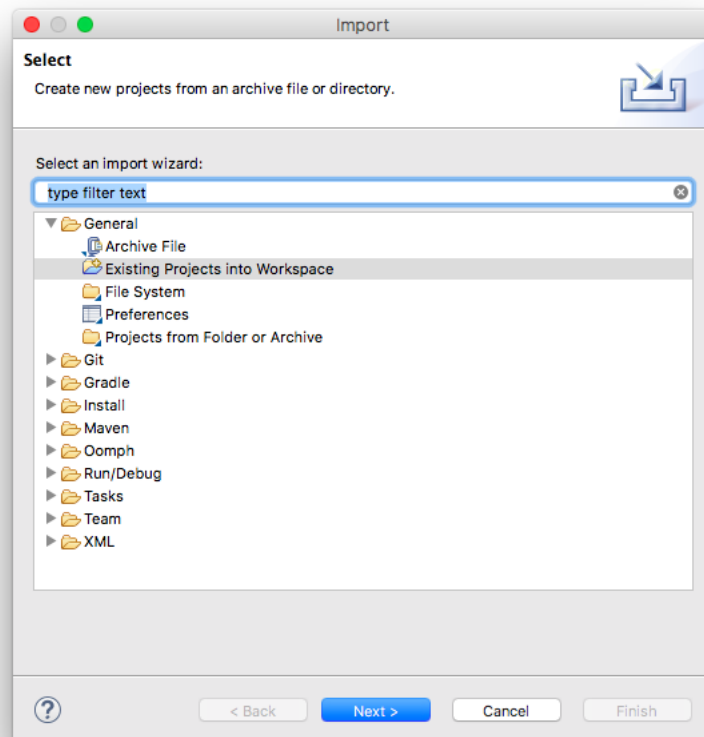 Import
Select
Create new projects from an archive file or directory.
Select an import wizard:
type filter text
General
Archive File
Existing Projects into Workspace
File System
Preferences
Projects from Folder or Archive
Git
Gradle
Install
Maven
Oomph
Run/Debug
Tasks
Team
XML
? < Back Next > Cancel Finish